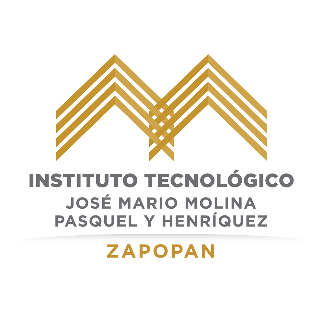 INSTITUTO TECNOLÓGICO
JOSÉ MARIO MOLINA
PASQUEL Y HENRÍQUEZ
ZAPOPAN